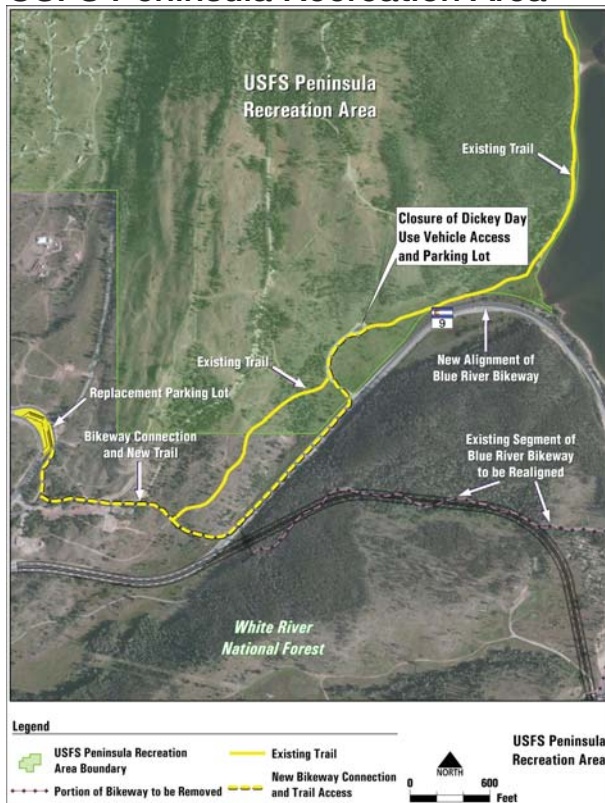 USFS Peninsula Recreation Area
USFS Peninsula
Recreation Area
Existing Trail
Closure of Dickey Day
Use Vehicle Access
and Parking Lot
9
Existing Trail
New Alignment of
Blue River Bikeway
Replacement Parking Lot
Bikeway Connection
and New Trail
Existing Segment of
Blue River Bikeway
to be Realigned
White River
National Forest
Legend
USFS Peninsula Recreation
Area Boundary
Existing Trail
Portion of Bikeway to be Removed
New Bikeway Connection
and Trail Access
NORTH
0 600
Feet
USFS Peninsula
Recreation Area